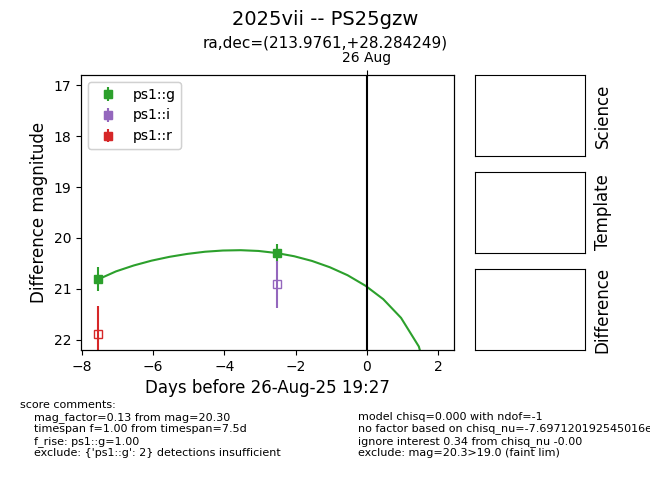 2025vii -- PS25gzw
ra,dec=(213.9761,+28.284249)
26 Aug
ps1::g
ps1::i
ps1::r
17
18
19
20
21
22
Difference magnitude
−8
−6
−4
−2
0
2
Days before 26-Aug-25 19:27
Science
Template
Difference
score comments:
mag_factor=0.13 from mag=20.30
timespan f=1.00 from timespan=7.5d
f_rise: ps1::g=1.00
exclude: {'ps1::g': 2} detections insufficient
model chisq=0.000 with ndof=-1
no factor based on chisq_nu=-7.697120192545016e
ignore interest 0.34 from chisq_nu -0.00
exclude: mag=20.3>19.0 (faint lim)